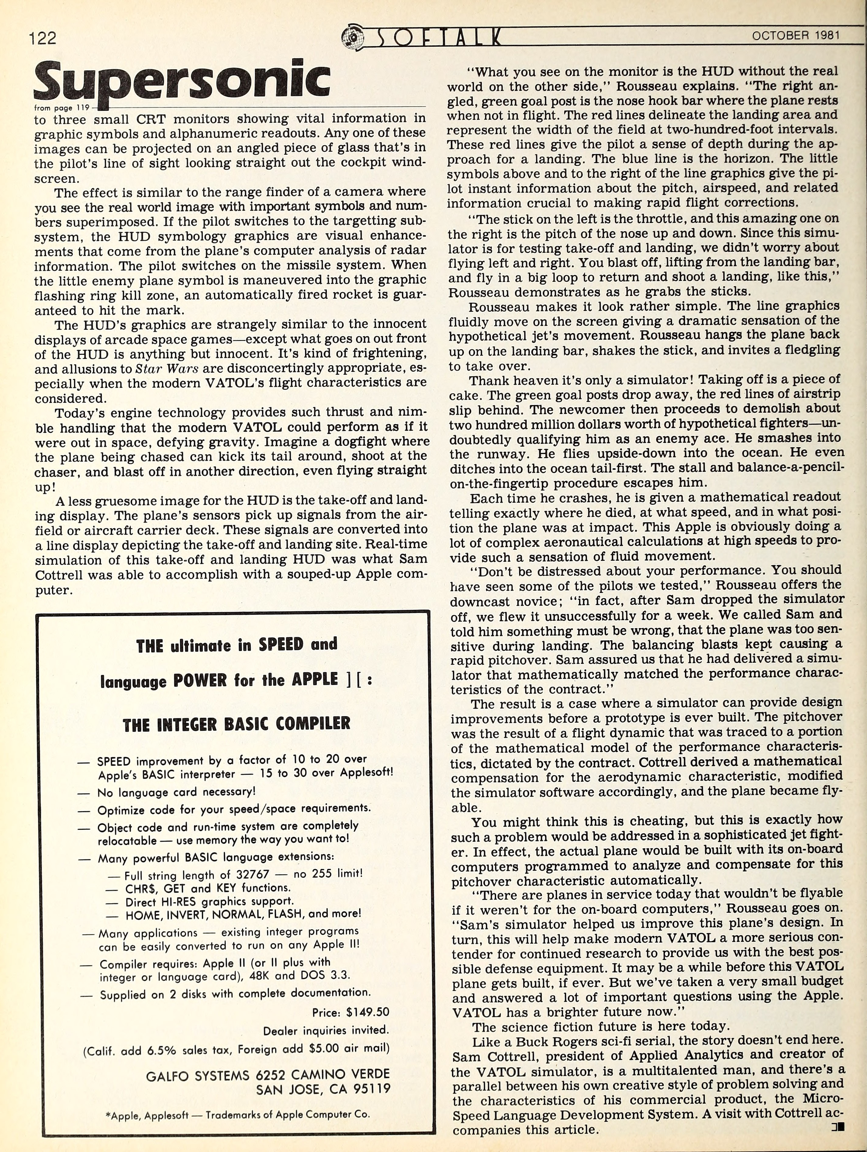 122
SOFTALK
OCTOBER 1981
Supersonic
from page 119
to three small CRT monitors showing vital information in
graphic symbols and alphanumeric readouts. Any one of these
images can be projected on an angled piece of glass that's in
the pilot's line of sight looking straight out the cockpit wind-
screen.
The effect is similar to the range finder of a camera where
you see the real world image with important symbols and num-
bers superimposed. If the pilot switches to the targetting sub-
system, the HUD symbology graphics are visual enhance-
ments that come from the plane's computer analysis of radar
information. The pilot switches on the missile system. When
the little enemy plane symbol is maneuvered into the graphic
flashing ring kill zone, an automatically fired rocket is guar-
anteed to hit the mark.
The HUD's graphics are strangely similar to the innocent
displays of arcade space games—except what goes on out front
of the HUD is anything but innocent. It's kind of frightening,
and allusions to Star Wars are disconcertingly appropriate, es-
pecially when the modern VATOL's flight characteristics are
considered.
Today's engine technology provides such thrust and nim-
ble handling that the modern VATOL could perform as if it
were out in space, defying gravity. Imagine a dogfight where
the plane being chased can kick its tail around, shoot at the
chaser, and blast off in another direction, even flying straight
up!
A less gruesome image for the HUD is the take-off and land-
ing display. The plane's sensors pick up signals from the air-
field or aircraft carrier deck. These signals are converted into
a line display depicting the take-off and landing site. Real-time
simulation of this take-off and landing HUD was what Sam
Cottrell was able to accomplish with a souped-up Apple com-
puter.
THE ultimate in SPEED and
language POWER for the APPLE ][ :
THE INTEGER BASIC COMPILER
— SPEED improvement by a factor of 10 to 20 over
Apple's BASIC interpreter — 15 to 30 over Applesoft!
— No language card necessary!
— Optimize code for your speed/space requirements.
— Object code and run-time system are completely
relocatable — use memory the way you want to!
— Many powerful BASIC language extensions:
— Full string length of 32767 — no 255 limit!
— CHR$, GET and KEY functions.
— Direct HI-RES graphics support.
— HOME, INVERT, NORMAL, FLASH, and more!
— Many applications — existing integer programs
can be easily converted to run on any Apple II!
— Compiler requires: Apple II (or II plus with
integer or language card), 48K and DOS 3.3.
— Supplied on 2 disks with complete documentation.
Price: $149.50
Dealer inquiries invited.
(Calif. add 6.5% sales tax, Foreign add $5.00 air mail)
GALFO SYSTEMS 6252 CAMINO VERDE
SAN JOSE, CA 95119
*Apple, Applesoft — Trademarks of Apple Computer Co.
"What you see on the monitor is the HUD without the real
world on the other side," Rousseau explains. "The right an-
gled, green goal post is the nose hook bar where the plane rests
when not in flight. The red lines delineate the landing area and
represent the width of the field at two-hundred-foot intervals.
These red lines give the pilot a sense of depth during the ap-
proach for a landing. The blue line is the horizon. The little
symbols above and to the right of the line graphics give the pi-
lot instant information about the pitch, airspeed, and related
information crucial to making rapid flight corrections.
"The stick on the left is the throttle, and this amazing one on
the right is the pitch of the nose up and down. Since this simu-
lator is for testing take-off and landing, we didn't worry about
flying left and right. You blast off, lifting from the landing bar,
and fly in a big loop to return and shoot a landing, like this,"
Rousseau demonstrates as he grabs the sticks.
Rousseau makes it look rather simple. The line graphics
fluidly move on the screen giving a dramatic sensation of the
hypothetical jet's movement. Rousseau hangs the plane back
up on the landing bar, shakes the stick, and invites a fledgling
to take over.
Thank heaven it's only a simulator! Taking off is a piece of
cake. The green goal posts drop away, the red lines of airstrip
slip behind. The newcomer then proceeds to demolish about
two hundred million dollars worth of hypothetical fighters—un-
doubtedly qualifying him as an enemy ace. He smashes into
the runway. He flies upside-down into the ocean. He even
ditches into the ocean tail-first. The stall and balance-a-pencil-
on-the-fingertip procedure escapes him.
Each time he crashes, he is given a mathematical readout
telling exactly where he died, at what speed, and in what posi-
tion the plane was at impact. This Apple is obviously doing a
lot of complex aeronautical calculations at high speeds to pro-
vide such a sensation of fluid movement.
"Don't be distressed about your performance. You should
have seen some of the pilots we tested," Rousseau offers the
downcast novice; "in fact, after Sam dropped the simulator
off, we flew it unsuccessfully for a week. We called Sam and
told him something must be wrong, that the plane was too sen-
sitive during landing. The balancing blasts kept causing a
rapid pitchover. Sam assured us that he had delivered a simu-
lator that mathematically matched the performance charac-
teristics of the contract."
The result is a case where a simulator can provide design
improvements before a prototype is ever built. The pitchover
was the result of a flight dynamic that was traced to a portion
of the mathematical model of the performance characteris-
tics, dictated by the contract. Cottrell derived a mathematical
compensation for the aerodynamic characteristic, modified
the simulator software accordingly, and the plane became fly-
able.
You might think this is cheating, but this is exactly how
such a problem would be addressed in a sophisticated jet fight-
er. In effect, the actual plane would be built with its on-board
computers programmed to analyze and compensate for this
pitchover characteristic automatically.
"There are planes in service today that wouldn't be flyable
if it weren't for the on-board computers," Rousseau goes on.
"Sam's simulator helped us improve this plane's design. In
turn, this will help make modern VATOL a more serious con-
tender for continued research to provide us with the best pos-
sible defense equipment. It may be a while before this VATOL
plane gets built, if ever. But we've taken a very small budget
and answered a lot of important questions using the Apple.
VATOL has a brighter future now."
The science fiction future is here today.
Like a Buck Rogers sci-fi serial, the story doesn't end here.
Sam Cottrell, president of Applied Analytics and creator of
the VATOL simulator, is a multitalented man, and there's a
parallel between his own creative style of problem solving and
the characteristics of his commercial product, the Micro-
Speed Language Development System. A visit with Cottrell ac-
companies this article.